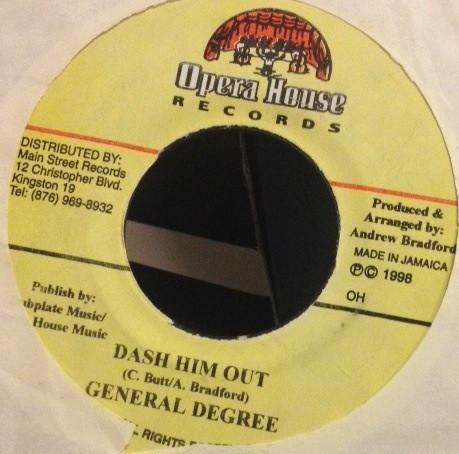 Opera House
RECORDS
DISTRIBUTED BY:
Main Street Records
12 Christopher Blvd.
Kingston 19
Tel: (876) 969-8932
Produced &
Arranged by:
Andrew Bradford
MADE IN JAMAICA
℗© 1998
OH
Publish by:
ubplate Music/
House Music
DASH HIM OUT
(C. Butt/A. Bradford)
GENERAL DEGREE
RIGHTS